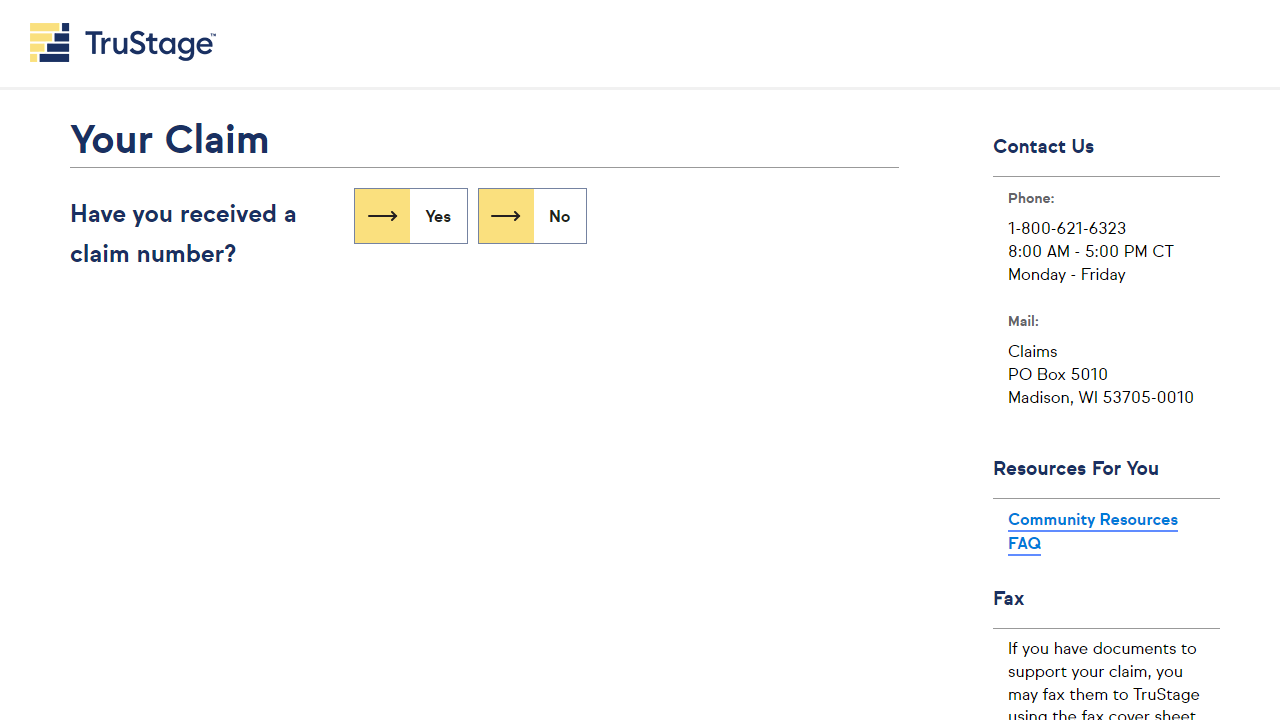 TruStage™
Your Claim
Have you received a
claim number?
Yes
No
Contact Us
Phone:
1-800-621-6323
8:00 AM - 5:00 PM CT
Monday - Friday
Mail:
Claims
PO Box 5010
Madison, WI 53705-0010
Resources For You
Community Resources
FAQ
Fax
If you have documents to
support your claim, you
may fax them to TruStage
using the fax cover sheet